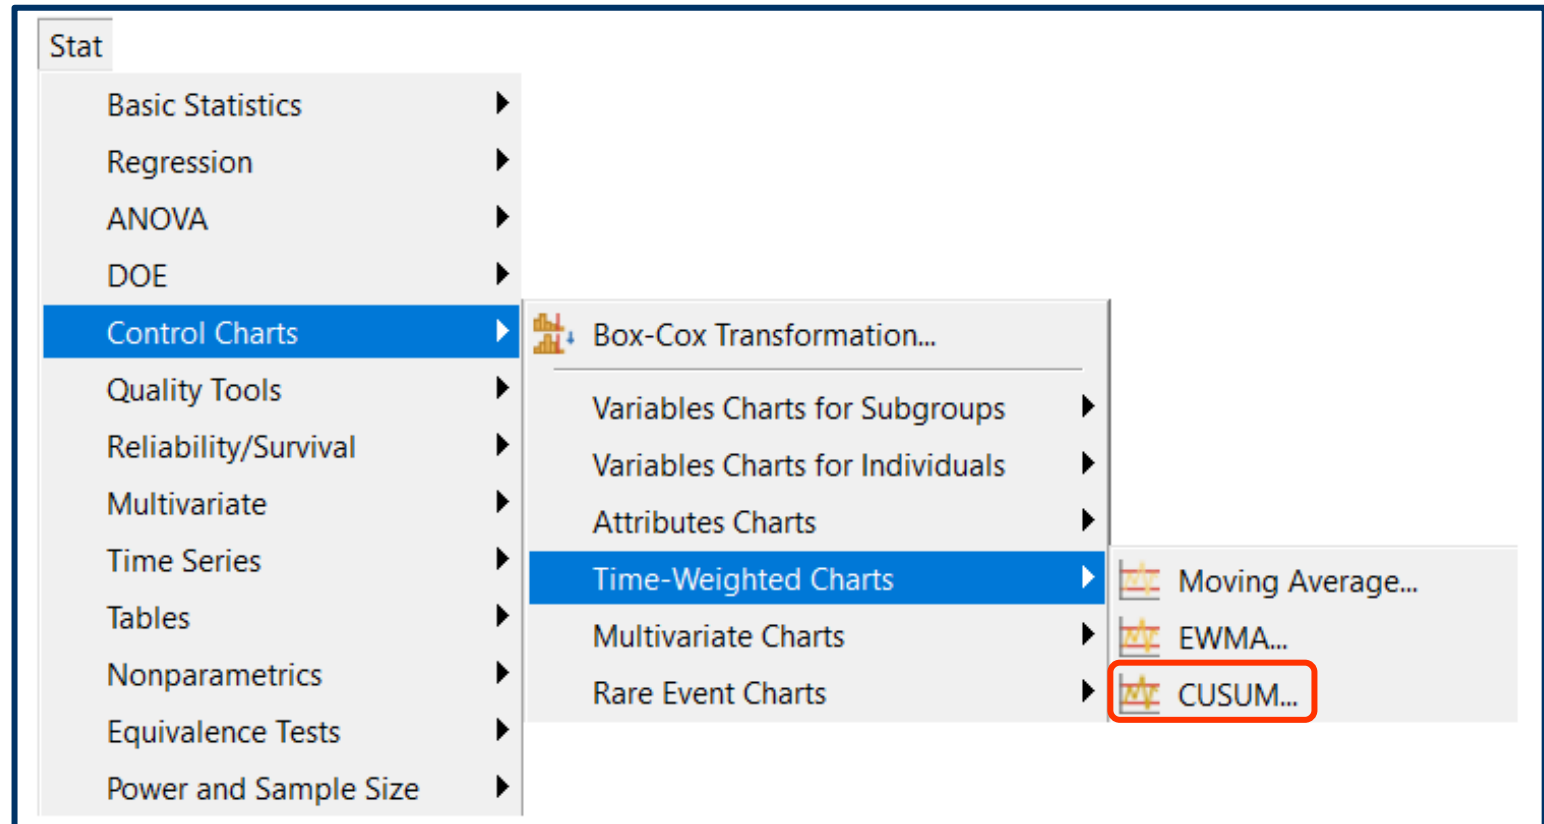 Stat
Basic Statistics
Regression
ANOVA
DOE
Control Charts
Quality Tools
Reliability/Survival
Multivariate
Time Series
Tables
Nonparametrics
Equivalence Tests
Power and Sample Size
Box-Cox Transformation...
Variables Charts for Subgroups
Variables Charts for Individuals
Attributes Charts
Time-Weighted Charts
Multivariate Charts
Rare Event Charts
Moving Average...
EWMA...
CUSUM...